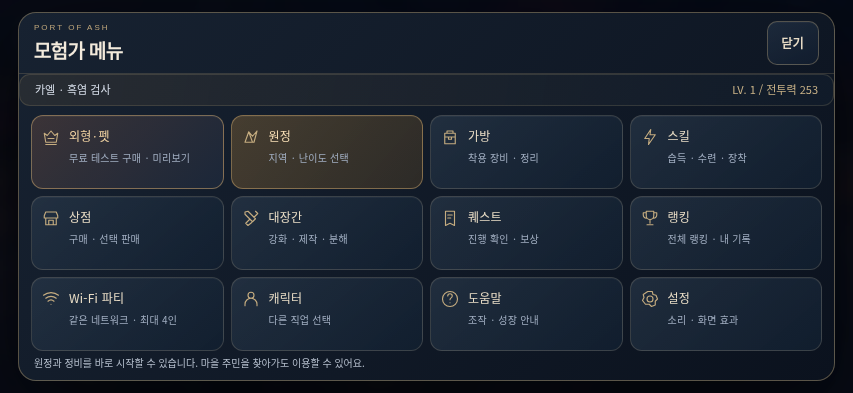 PORT OF ASH
모험가 메뉴
닫기
카엘 · 흑염 검사
LV. 1 / 전투력 253
외형·펫
무료 테스트 구매 · 미리보기
원정
지역 · 난이도 선택
가방
착용 장비 · 정리
스킬
습득 · 수련 · 장착
상점
구매 · 선택 판매
대장간
강화 · 제작 · 분해
퀘스트
진행 확인 · 보상
랭킹
전체 랭킹 · 내 기록
Wi-Fi 파티
같은 네트워크 · 최대 4인
캐릭터
다른 직업 선택
도움말
조작 · 성장 안내
설정
소리 · 화면 효과
원정과 정비를 바로 시작할 수 있습니다. 마을 주민을 찾아가도 이용할 수 있어요.